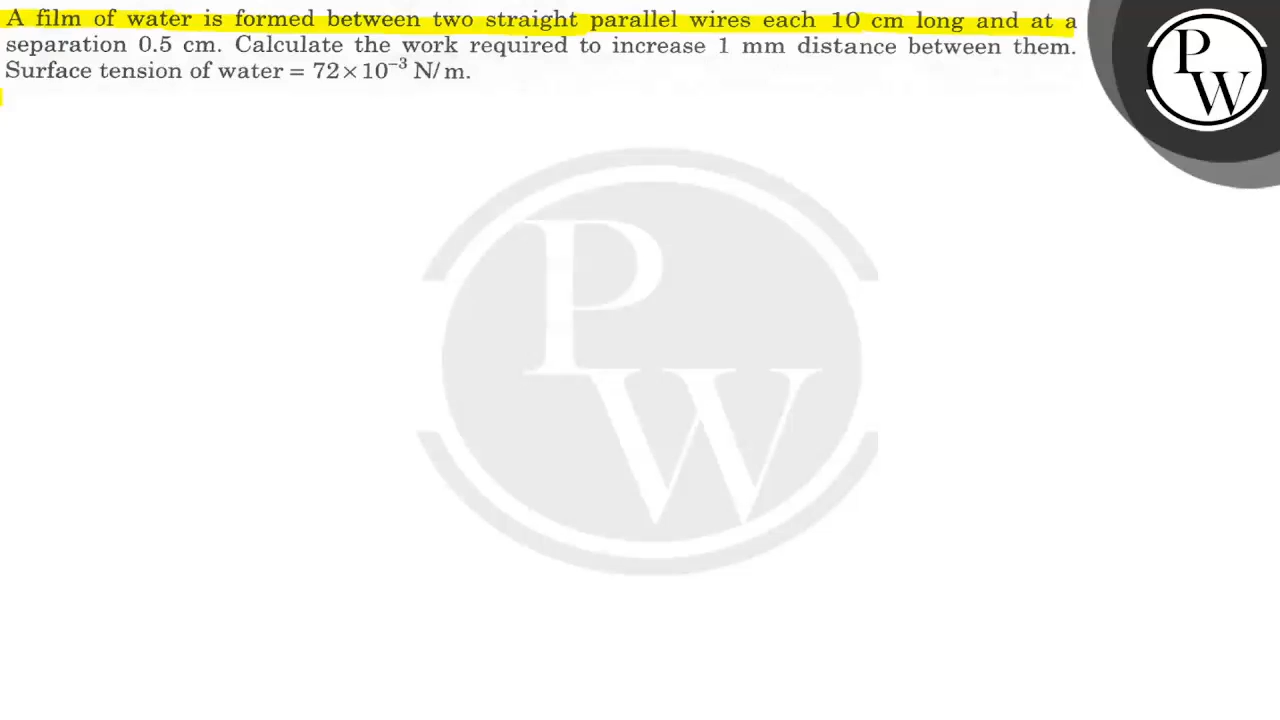 A film of water is formed between two straight parallel wires each 10 cm long and at a
separation 0.5 cm. Calculate the work required to increase 1 mm distance between them.
Surface tension of water = 72×10⁻³ N/m.
P
W
P
W